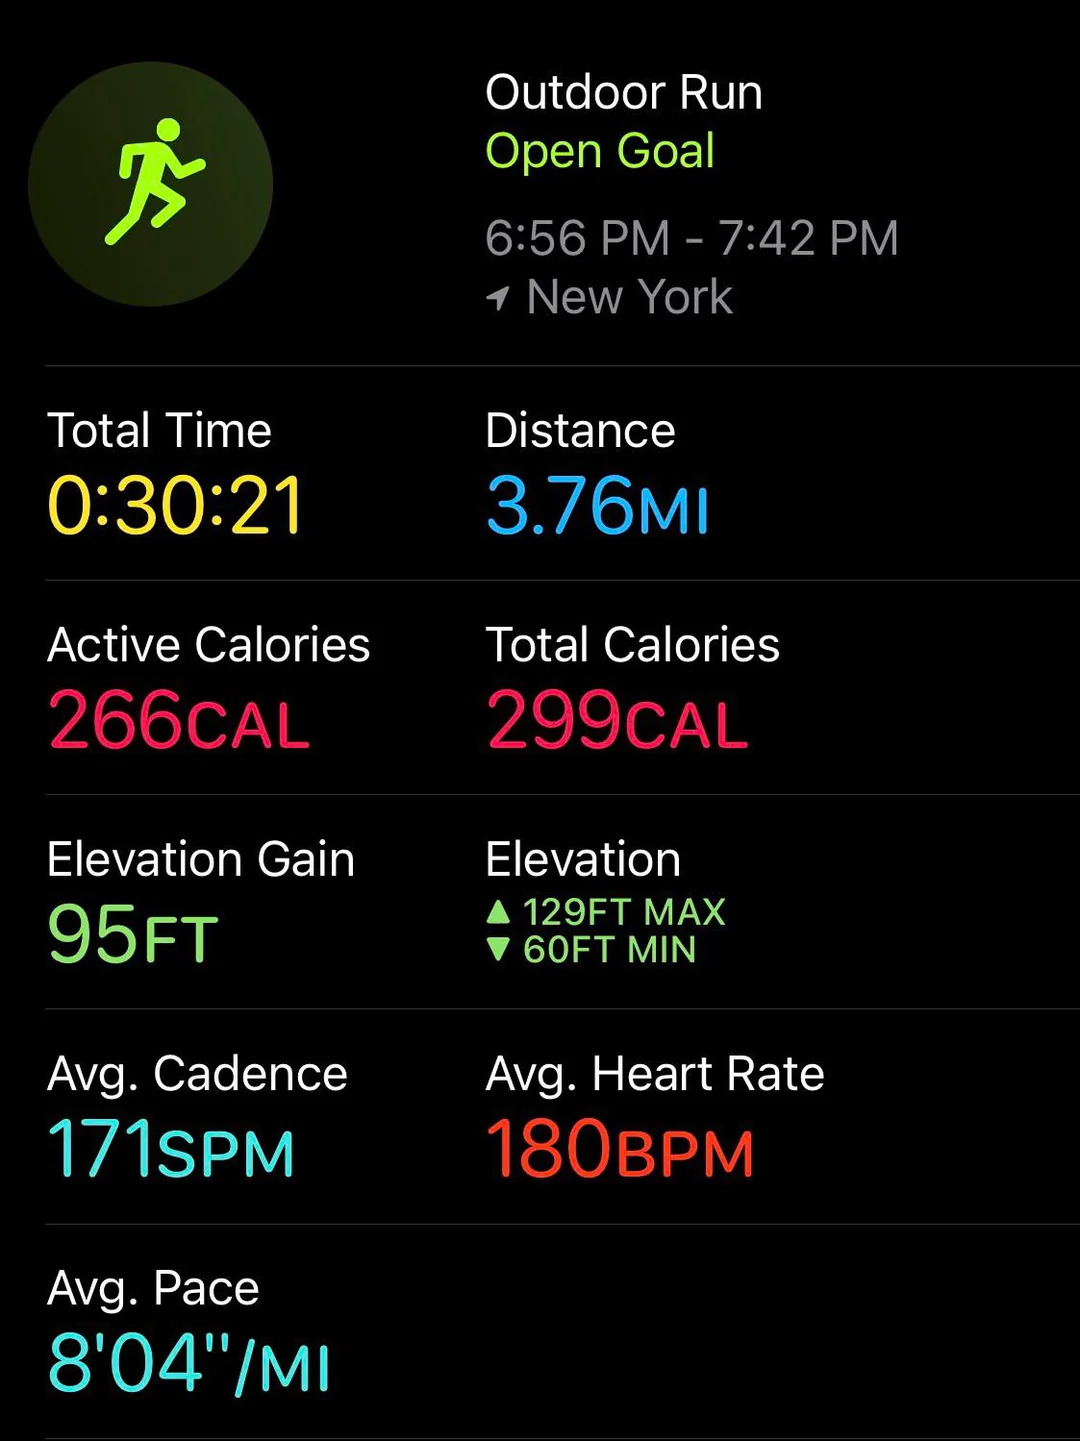 Outdoor Run
Open Goal
6:56 PM - 7:42 PM
New York
Total Time
0:30:21
Distance
3.76MI
Active Calories
266CAL
Total Calories
299CAL
Elevation Gain
95FT
Elevation
▲ 129FT MAX
▼ 60FT MIN
Avg. Cadence
171SPM
Avg. Heart Rate
180BPM
Avg. Pace
8'04"/MI